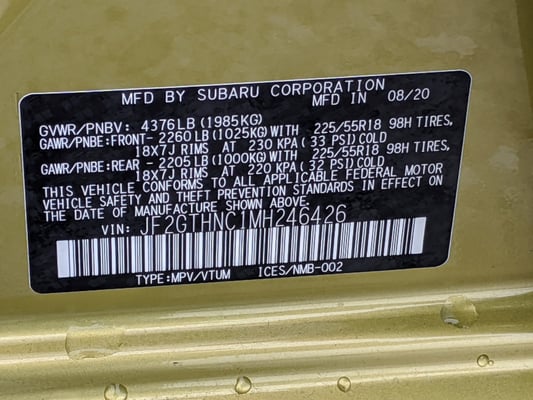 MFD BY SUBARU CORPORATION
MFD IN 08/20
GVWR/PNBV: 4376LB (1985KG)
GAWR/PNBE:FRONT-2260LB(1025KG)WITH 225/55R18 98H TIRES,
18X7J RIMS AT 230 KPA(33 PSI)COLD
GAWR/PNBE:REAR -2205LB(1000KG)WITH 225/55R18 98H TIRES,
18X7J RIMS AT 220 KPA(32 PSI)COLD
THIS VEHICLE CONFORMS TO ALL APPLICABLE FEDERAL MOTOR
VEHICLE SAFETY AND THEFT PREVENTION STANDARDS IN EFFECT ON
THE DATE OF MANUFACTURE SHOWN ABOVE.
VIN: JF2GTHNC1MH246426
TYPE:MPV/VTUM ICES/NMB-002